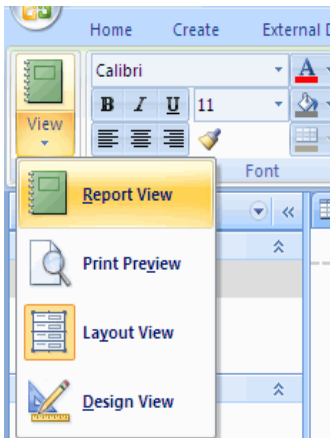 Home Create External D
Calibri A
B I U 11
View
Font
Report View
Print Preview
Layout View
Design View